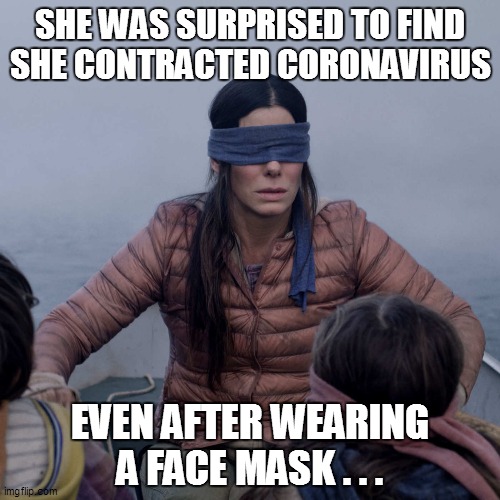 SHE WAS SURPRISED TO FIND
SHE CONTRACTED CORONAVIRUS
EVEN AFTER WEARING
A FACE MASK . . .
imgflip.com